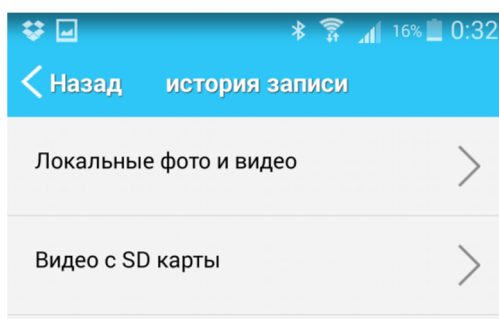 16% 0:32
Назад история записи
Локальные фото и видео
Видео с SD карты